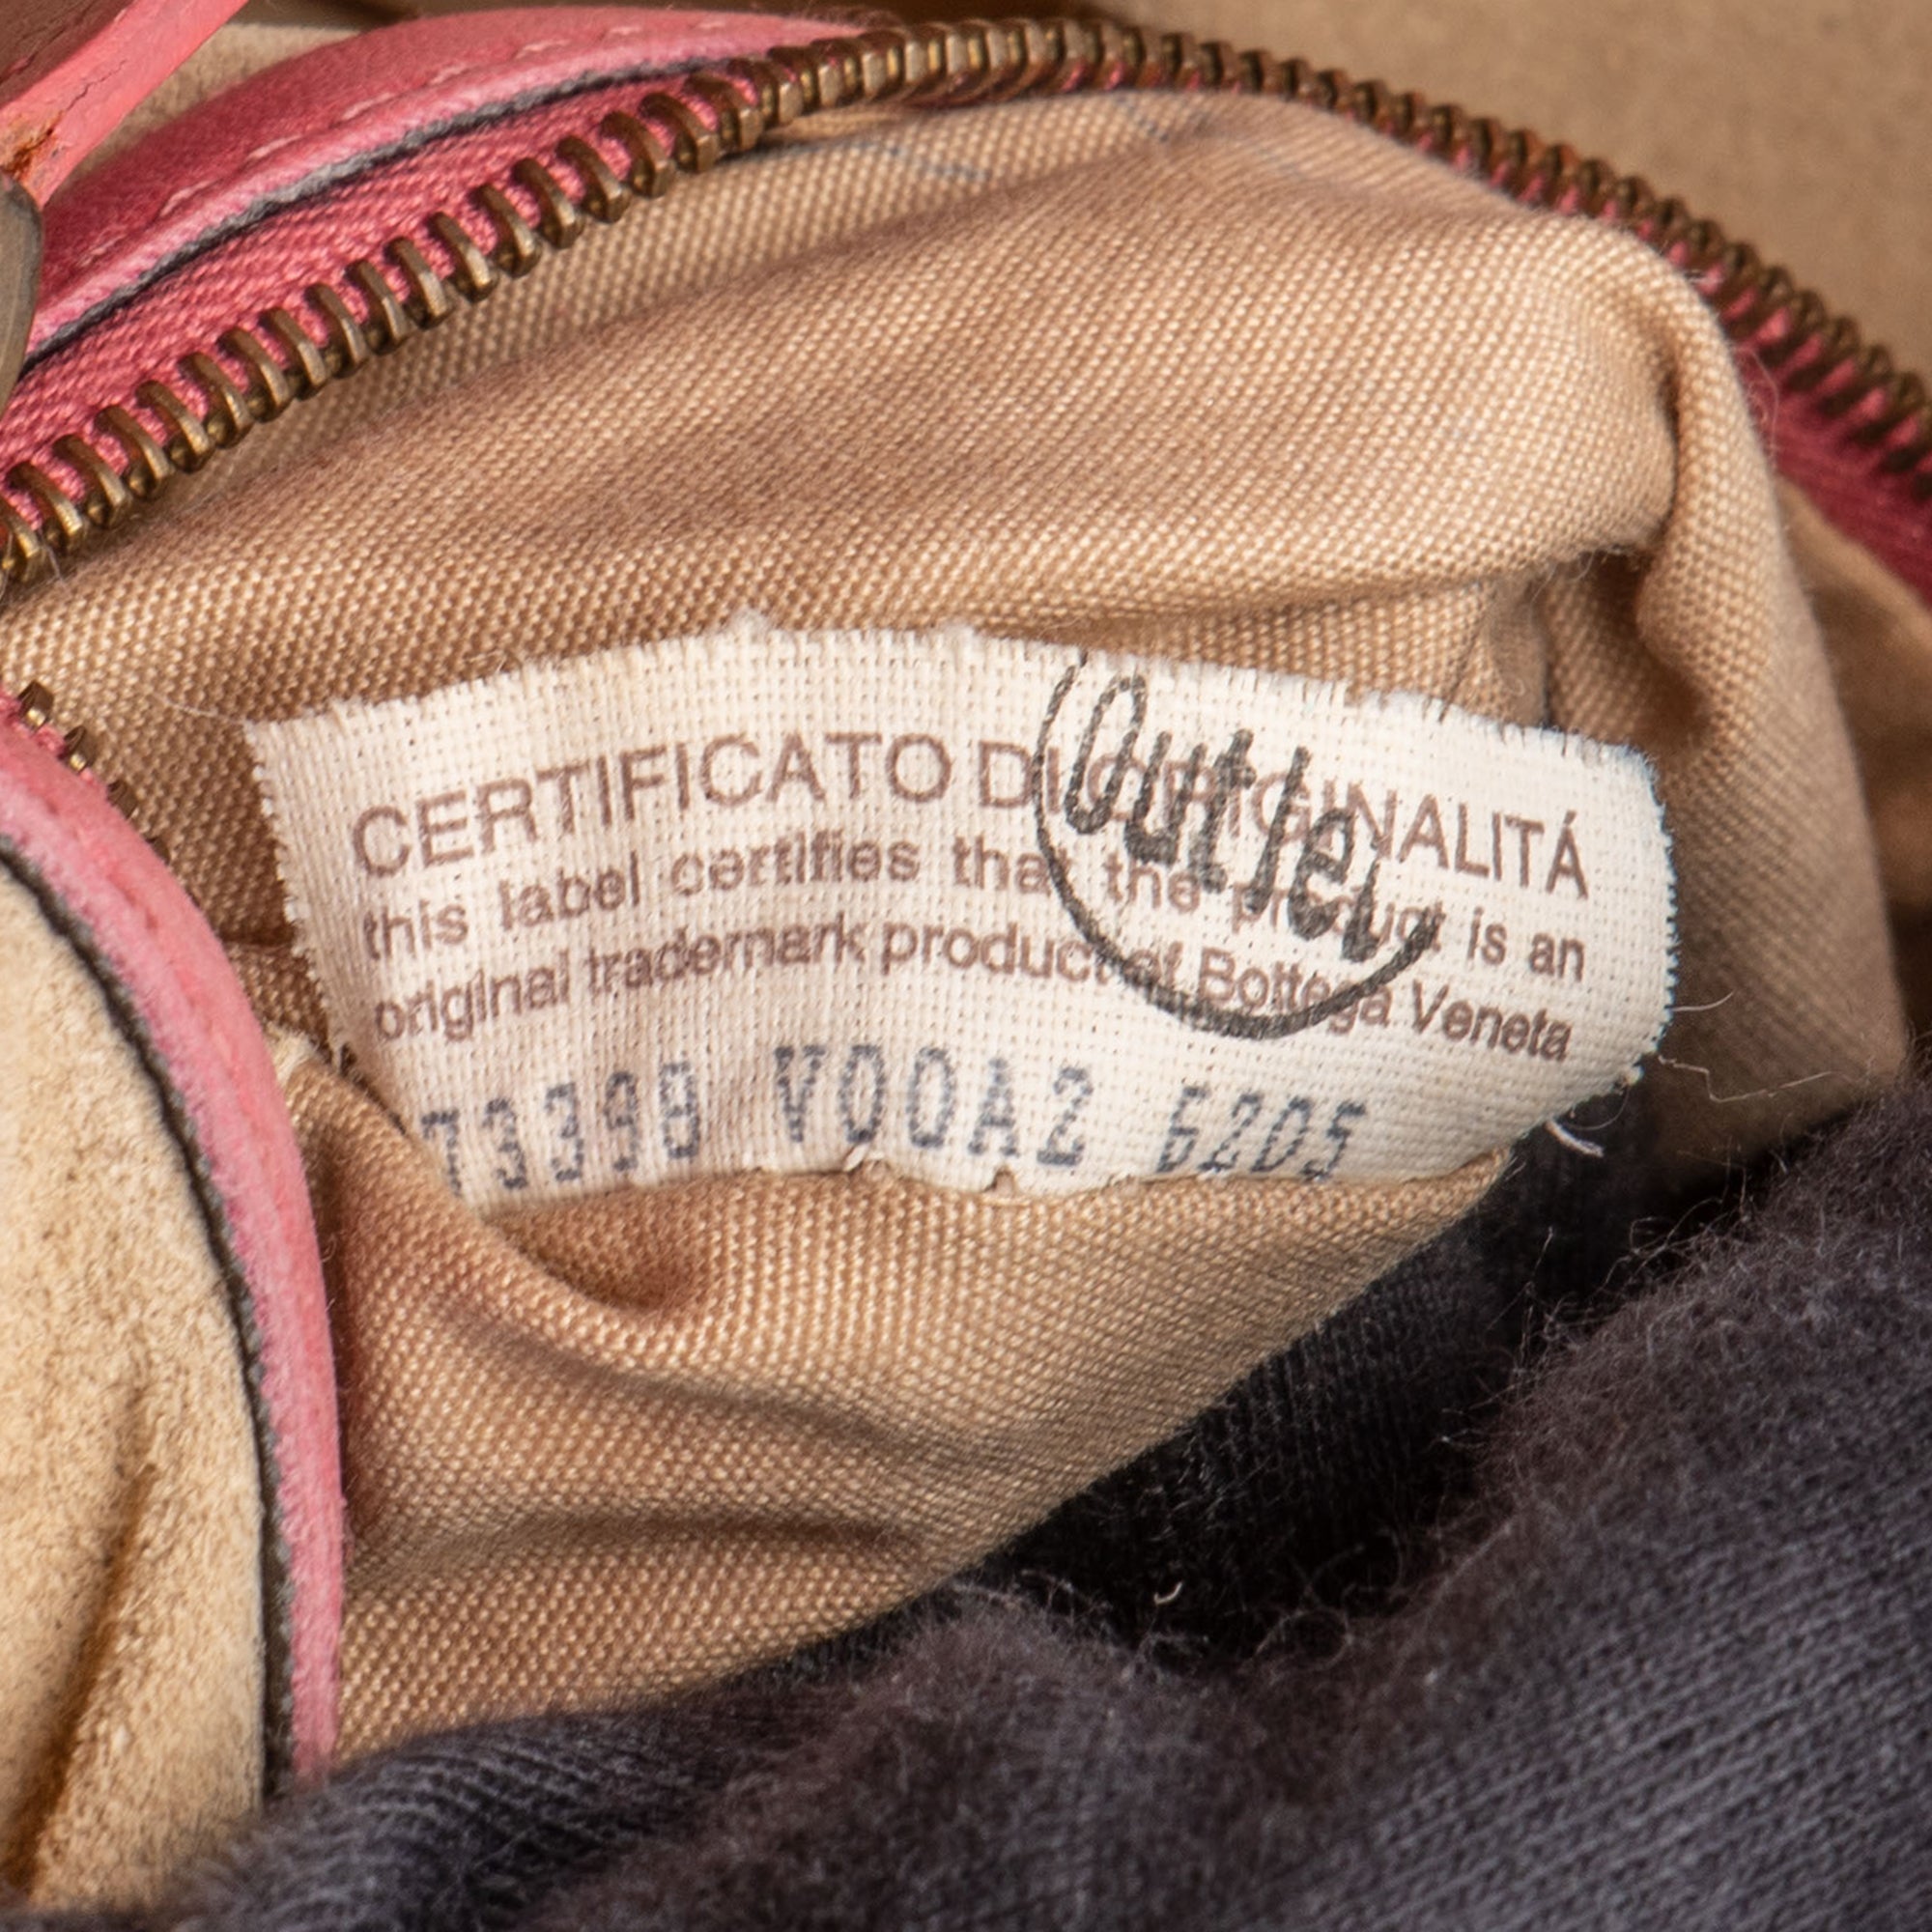 CERTIFICATO DI ORIGINALITÁ
this label certifies that the product is an
original trademark product of Bottega Veneta
Outlet
73398 V00A2 6205